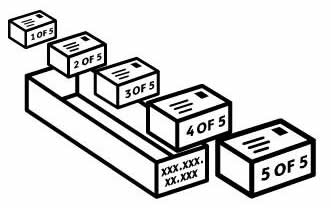 1 OF 5
2 OF 5
3 OF 5
4 OF 5
5 OF 5
XXX.XXX.
XX.XXX